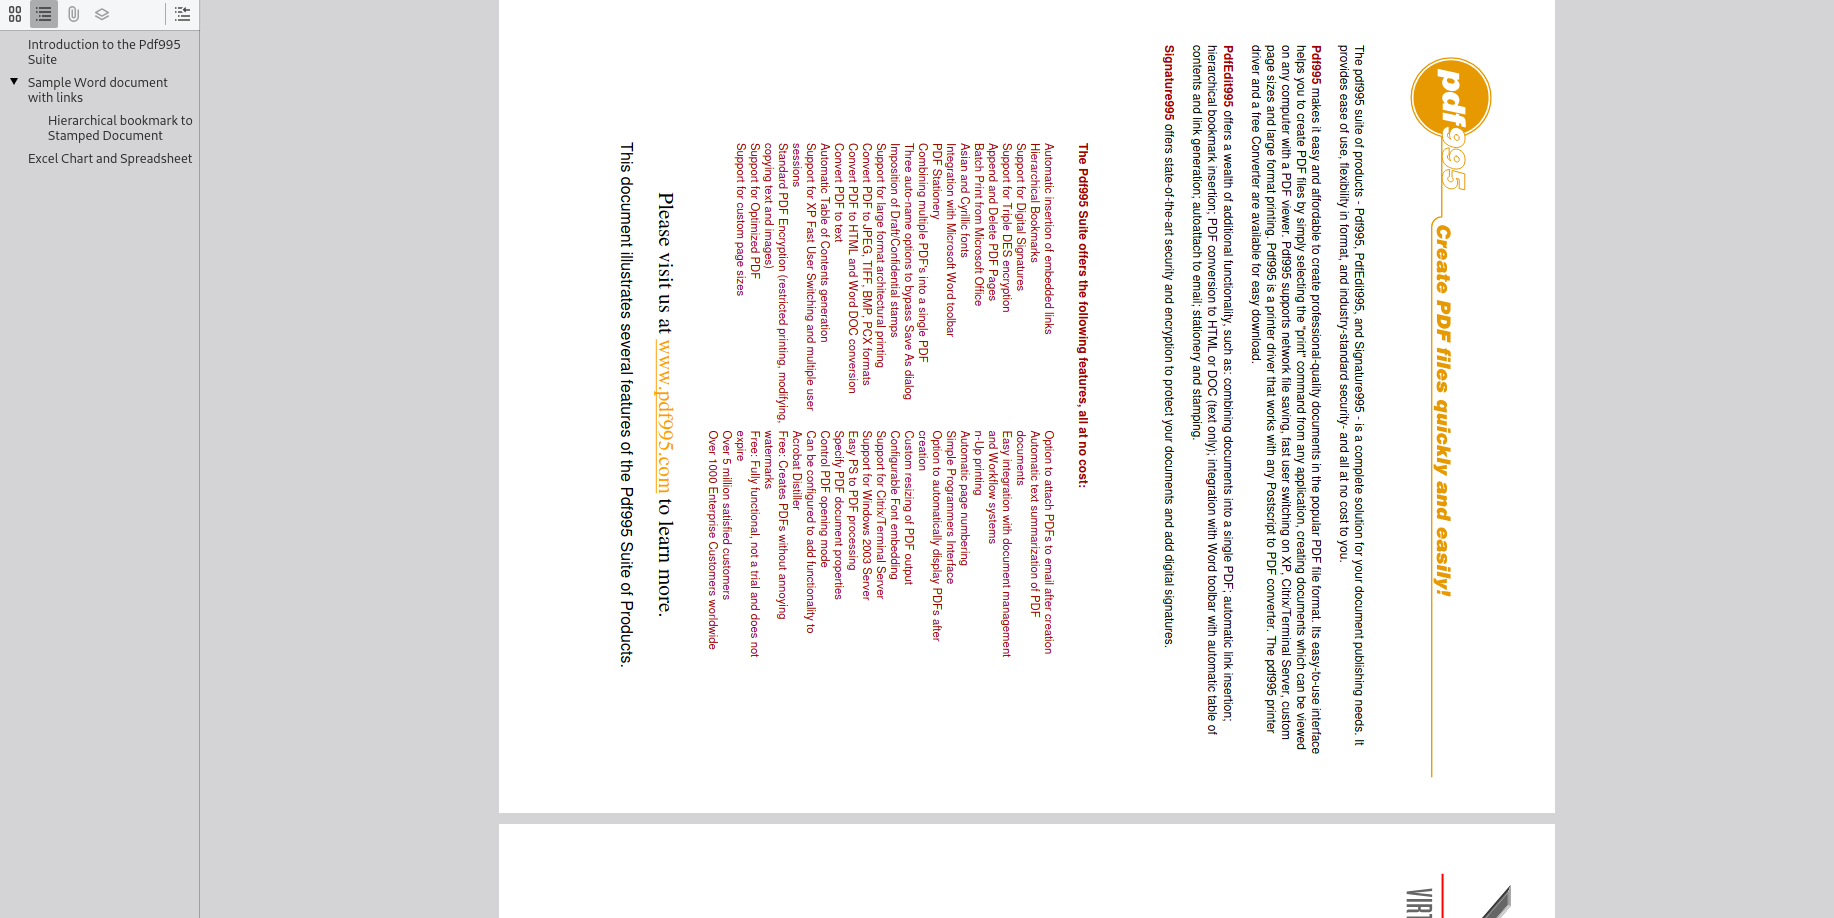 Introduction to the Pdf995
Suite
Sample Word document
with links
Hierarchical bookmark to
Stamped Document
Excel Chart and Spreadsheet
pdf995
Create PDF files quickly and easily!
The pdf995 suite of products - Pdf995, PdfEdit995, and Signature995 - is a complete solution for your document publishing needs. It
provides ease of use, flexibility in format, and industry-standard security- and all at no cost to you.
Pdf995 makes it easy and affordable to create professional-quality documents in the popular PDF file format. Its easy-to-use interface
helps you to create PDF files by simply selecting the "print" command from any application, creating documents which can be viewed
on any computer with a PDF viewer. Pdf995 supports network file saving, fast user switching on XP, Citrix/Terminal Server, custom
page sizes and large format printing. Pdf995 is a printer driver that works with any Postscript to PDF converter. The pdf995 printer
driver and a free Converter are available for easy download.
PdfEdit995 offers a wealth of additional functionality, such as: combining documents into a single PDF; automatic link insertion;
hierarchical bookmark insertion; PDF conversion to HTML or DOC (text only); integration with Word toolbar with automatic table of
contents and link generation; autoattach to email; stationery and stamping.
Signature995 offers state-of-the-art security and encryption to protect your documents and add digital signatures.
The Pdf995 Suite offers the following features, all at no cost:
Automatic insertion of embedded links
Hierarchical Bookmarks
Support for Digital Signatures
Support for Triple DES encryption
Append and Delete PDF Pages
Batch Print from Microsoft Office
Asian and Cyrillic fonts
Integration with Microsoft Word toolbar
PDF Stationery
Combining multiple PDF's into a single PDF
Three auto-name options to bypass Save As dialog
Imposition of Draft/Confidential stamps
Support for large format architectural printing
Convert PDF to JPEG, TIFF, BMP, PCX formats
Convert PDF to HTML and Word DOC conversion
Convert PDF to text
Automatic Table of Contents generation
Support for XP Fast User Switching and multiple user
sessions
Standard PDF Encryption (restricted printing, modifying,
copying text and images)
Support for Optimized PDF
Support for custom page sizes
Option to attach PDFs to email after creation
Automatic text summarization of PDF
documents
Easy integration with document management
and Workflow systems
n-Up printing
Automatic page numbering
Simple Programmers Interface
Option to automatically display PDFs after
creation
Custom resizing of PDF output
Configurable Font embedding
Support for Citrix/Terminal Server
Support for Windows 2003 Server
Easy PS to PDF processing
Specify PDF document properties
Control PDF opening mode
Can be configured to add functionality to
Acrobat Distiller
Free: Creates PDFs without annoying
watermarks
Free: Fully functional, not a trial and does not
expire
Over 5 million satisfied customers
Over 1000 Enterprise Customers worldwide
Please visit us at www.pdf995.com to learn more.
This document illustrates several features of the Pdf995 Suite of Products.